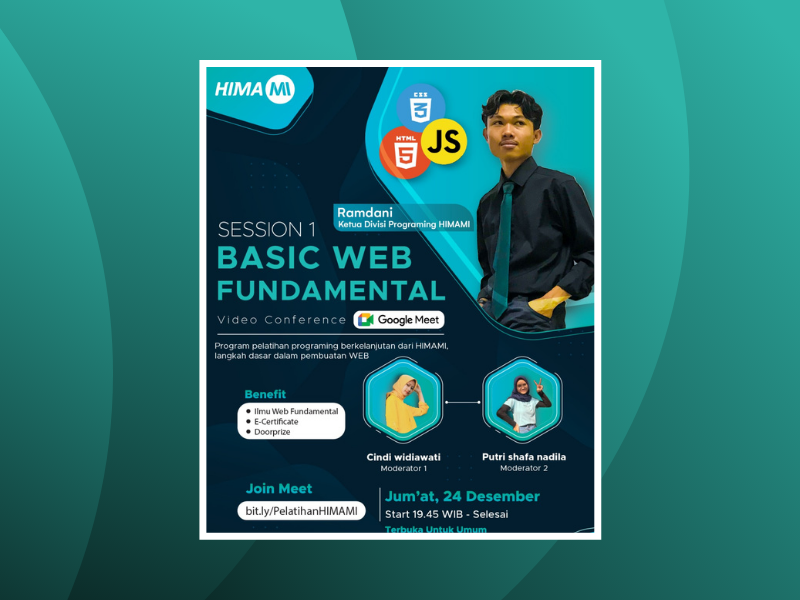 HIMA MI
CSS
3
HTML
5
JS
Ramdani
Ketua Divisi Programing HIMAMI
SESSION 1
BASIC WEB
FUNDAMENTAL
Video Conference Google Meet
Program pelatihan programing berkelanjutan dari HIMAMI,
langkah dasar dalam pembuatan WEB
Benefit
• Ilmu Web Fundamental
• E-Certificate
• Doorprize
Cindi widiawati
Moderator 1
Putri shafa nadila
Moderator 2
Join Meet
bit.ly/PelatihanHIMAMI
Jum'at, 24 Desember
Start 19.45 WIB - Selesai
Terbuka Untuk Umum